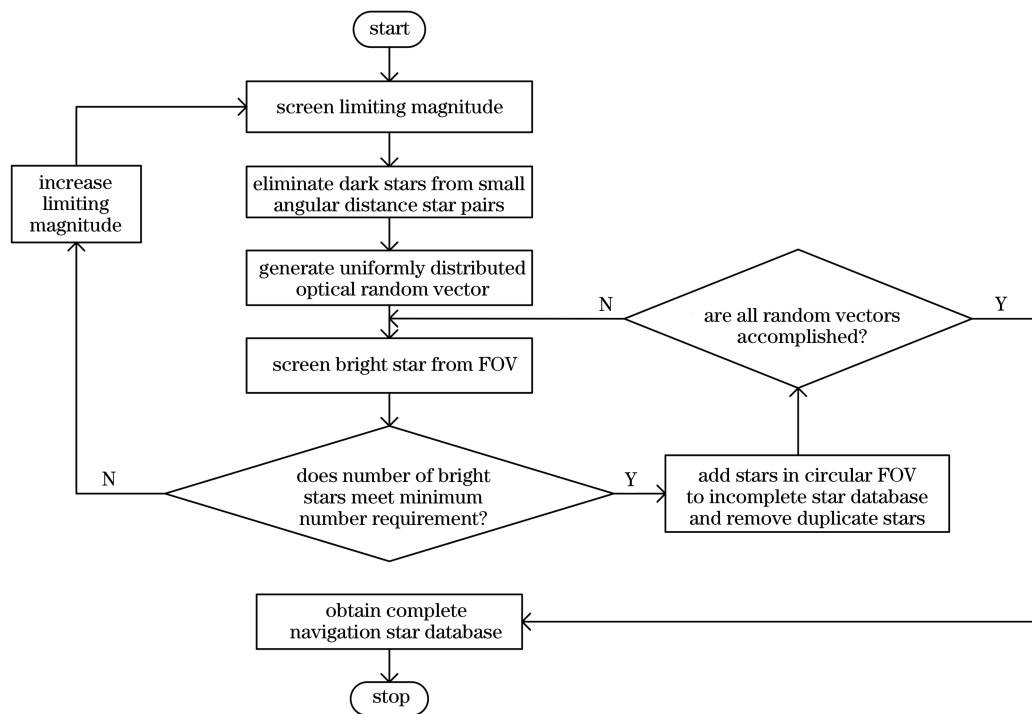 start
screen limiting magnitude
increase
limiting
magnitude
eliminate dark stars from small
angular distance star pairs
generate uniformly distributed
optical random vector
N
are all random vectors
accomplished?
Y
screen bright star from FOV
N
does number of bright
stars meet minimum
number requirement?
Y
add stars in circular FOV
to incomplete star database
and remove duplicate stars
obtain complete
navigation star database
stop